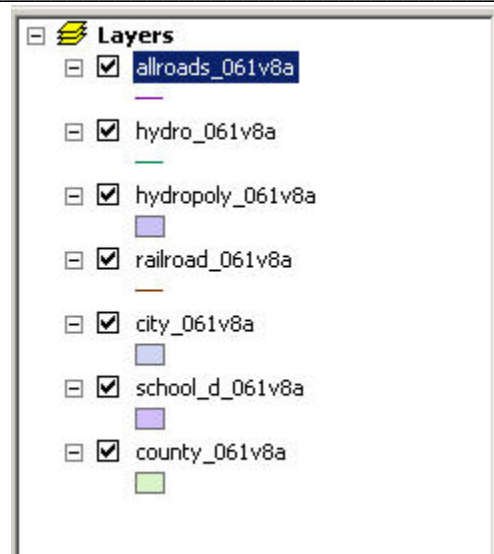 Layers
allroads_061v8a
hydro_061v8a
hydropoly_061v8a
railroad_061v8a
city_061v8a
school_d_061v8a
county_061v8a